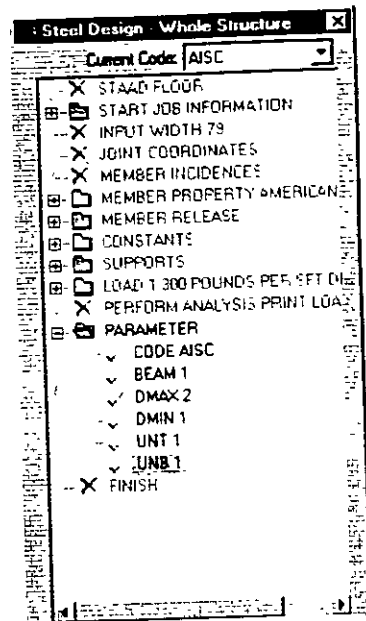 Steel Design - Whole Structure
Current Code: AISC
STAAD FLOOR
START JOB INFORMATION
INPUT WIDTH 79
JOINT COORDINATES
MEMBER INCIDENCES
MEMBER PROPERTY AMERICAN
MEMBER RELEASE
CONSTANTS
SUPPORTS
LOAD 1 300 POUNDS PER SFT DL
PERFORM ANALYSIS PRINT LOA
PARAMETER
CODE AISC
BEAM 1
DMAX 2
DMIN 1
UNT 1
UNB 1
FINISH